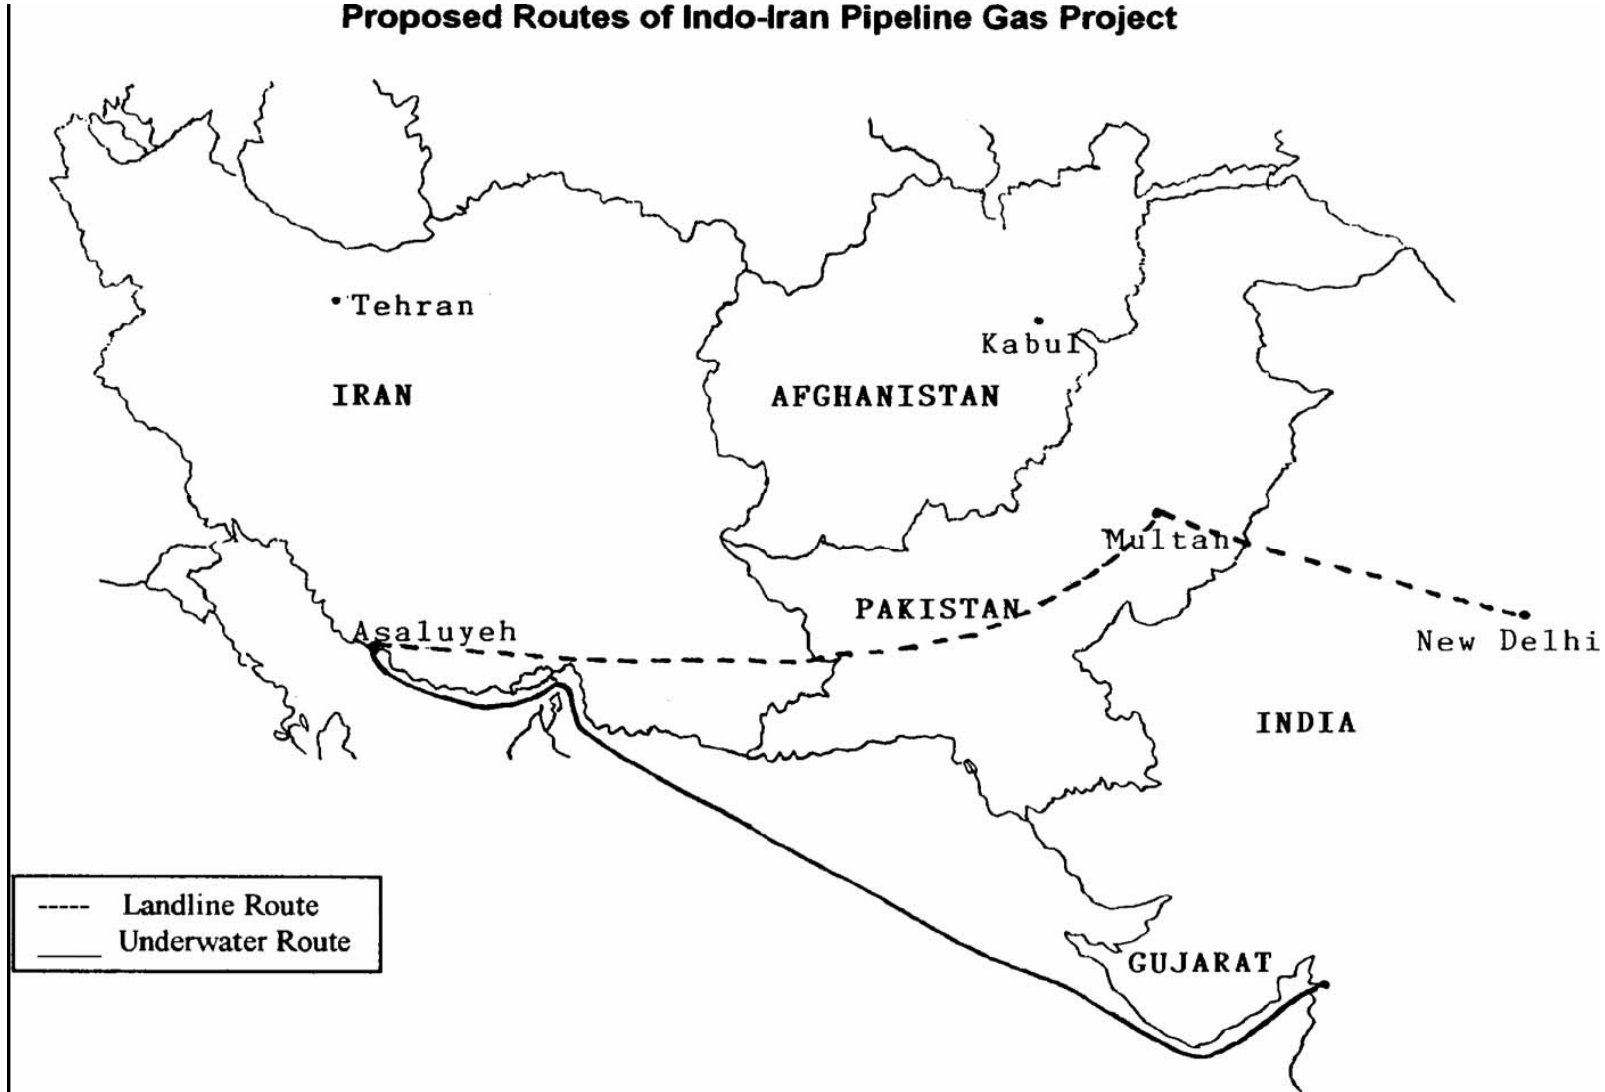 Proposed Routes of Indo-Iran Pipeline Gas Project
Tehran
Kabul
IRAN
AFGHANISTAN
Multan
PAKISTAN
Asaluyeh
New Delhi
INDIA
Landline Route
Underwater Route
GUJARAT